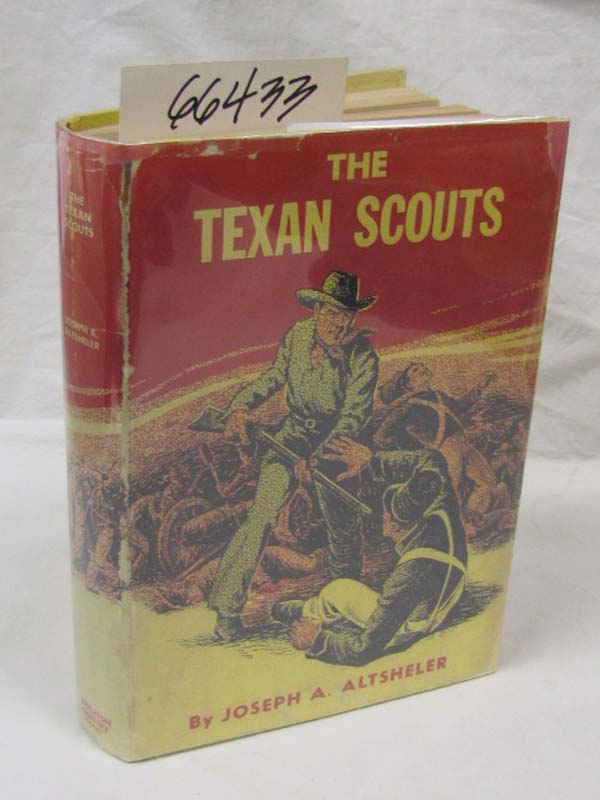 66433
THE
TEXAN SCOUTS
By JOSEPH A. ALTSHELER
THE
TEXAN
SCOUTS
JOSEPH A.
ALTSHELER